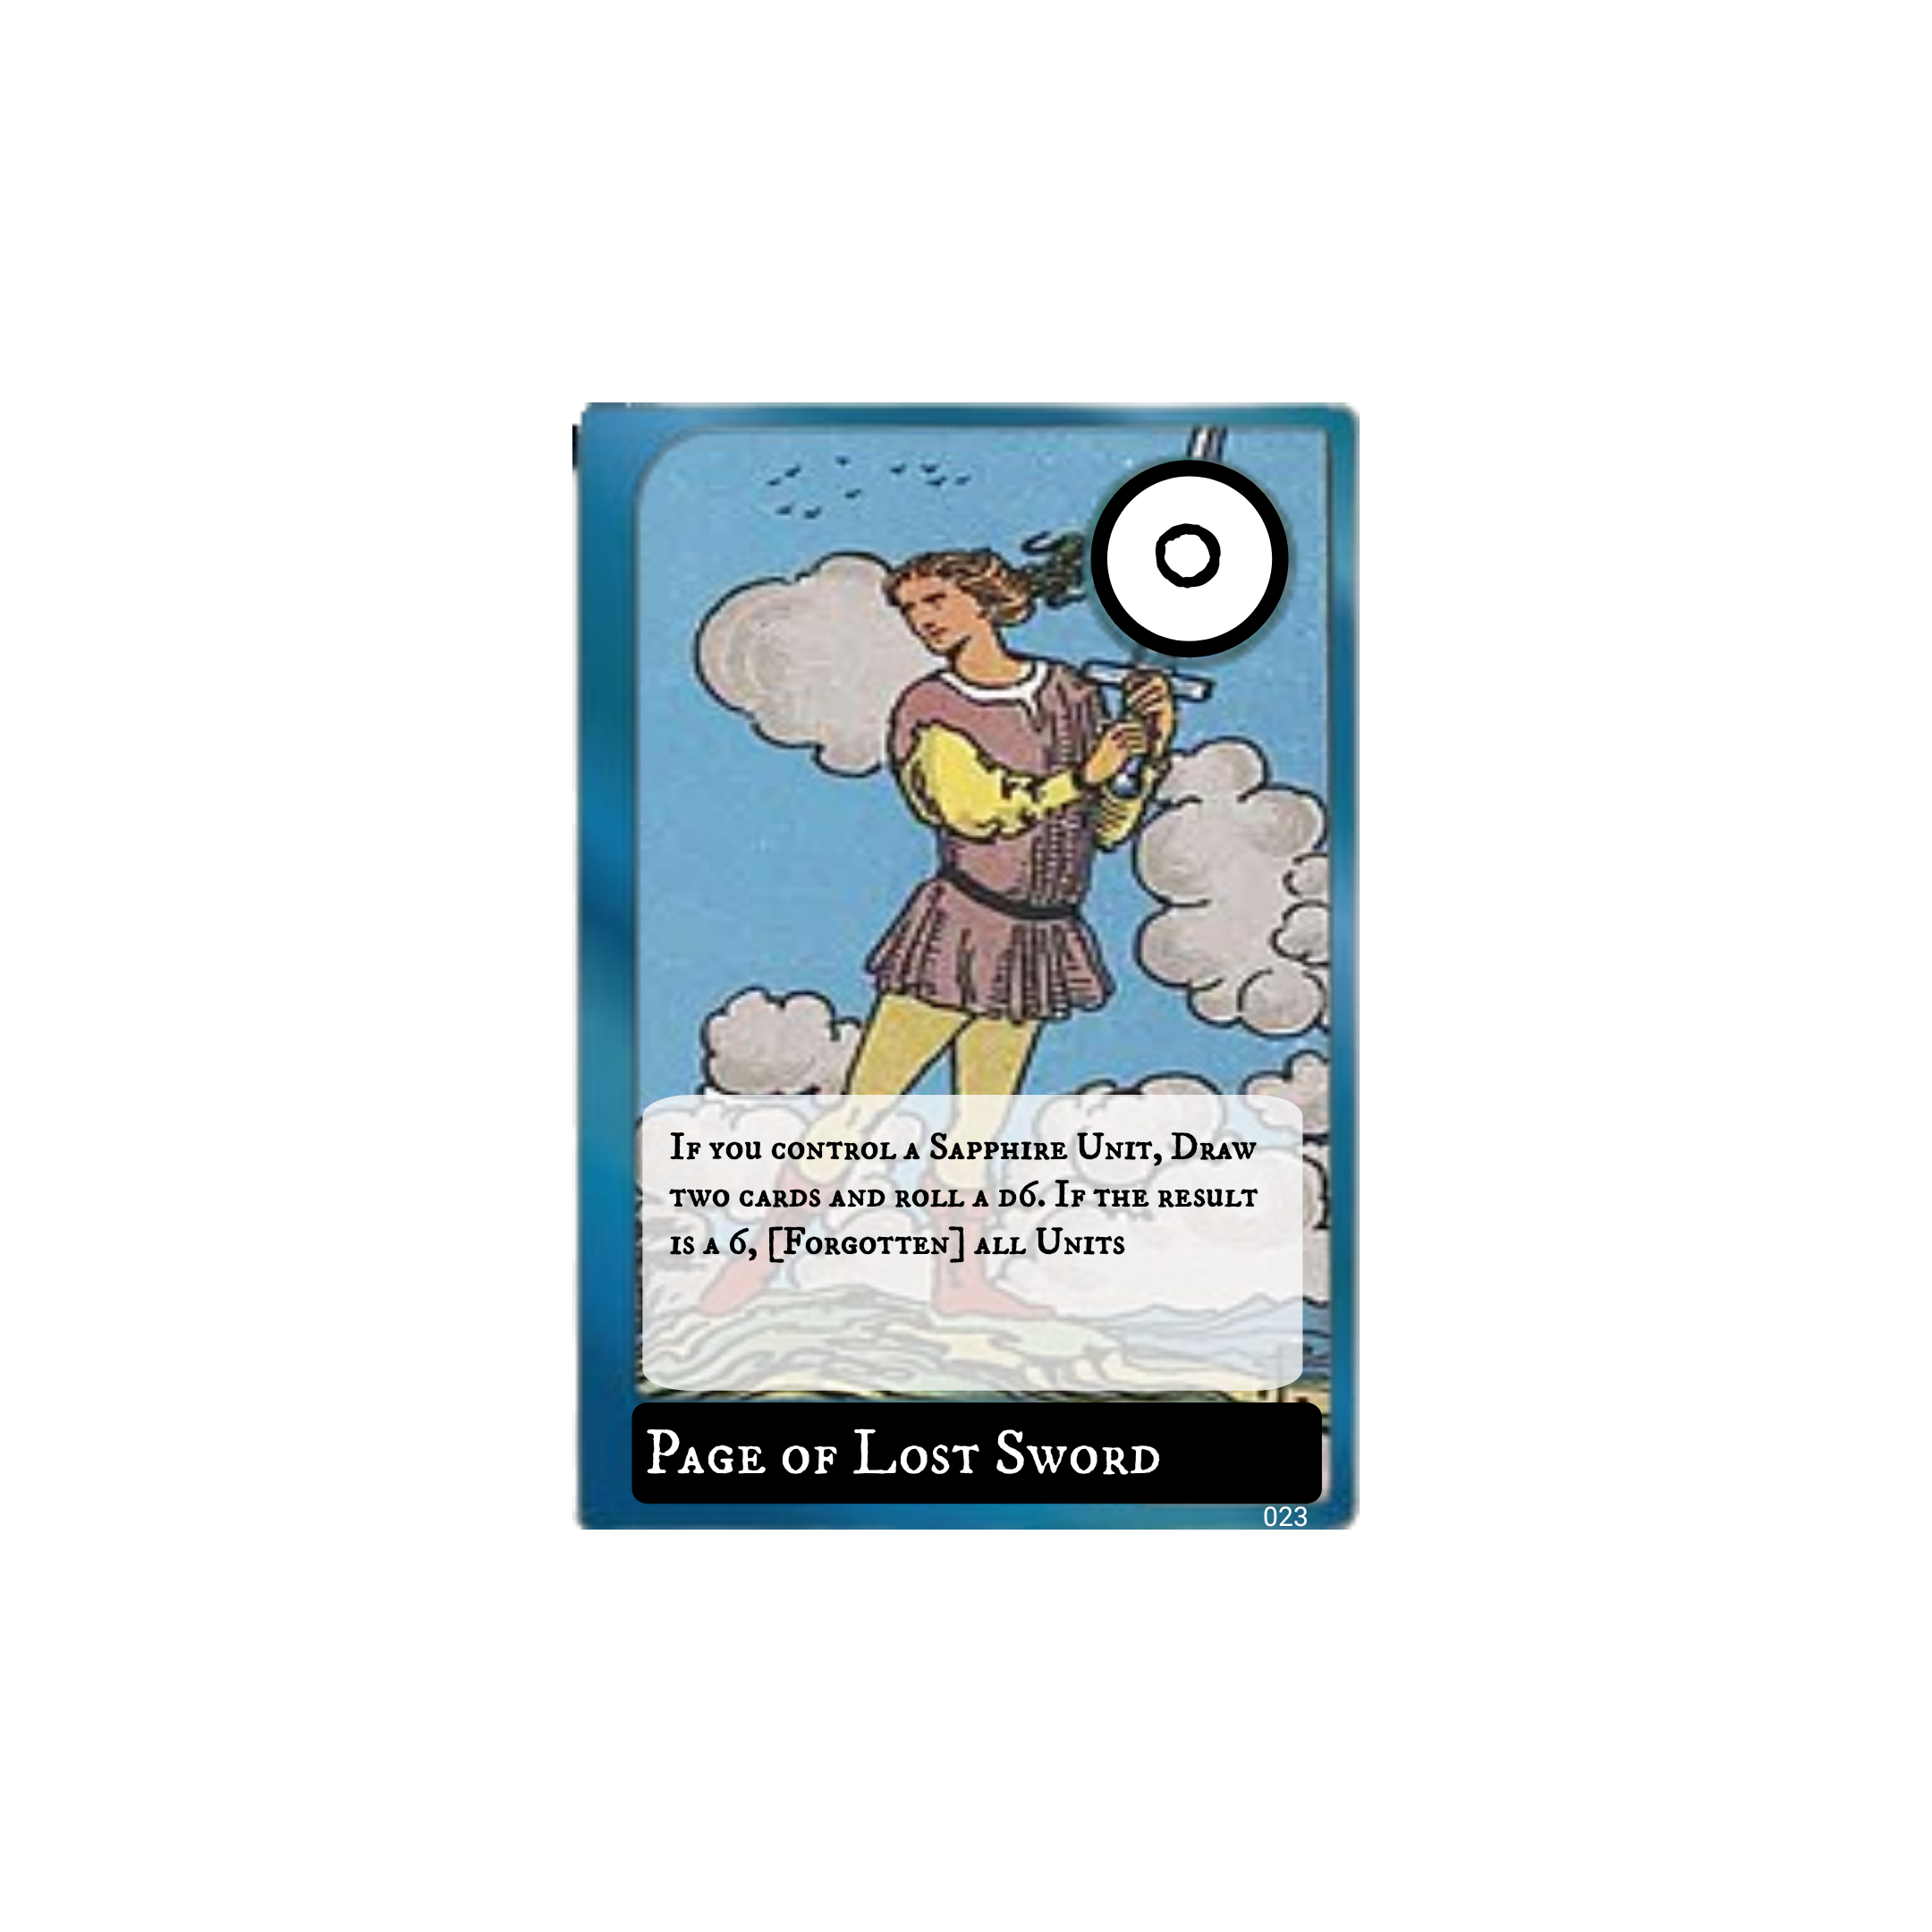 0
If you control a Sapphire Unit, Draw
two cards and roll a d6. If the result
is a 6, [Forgotten] all Units
Page of Lost Sword
023